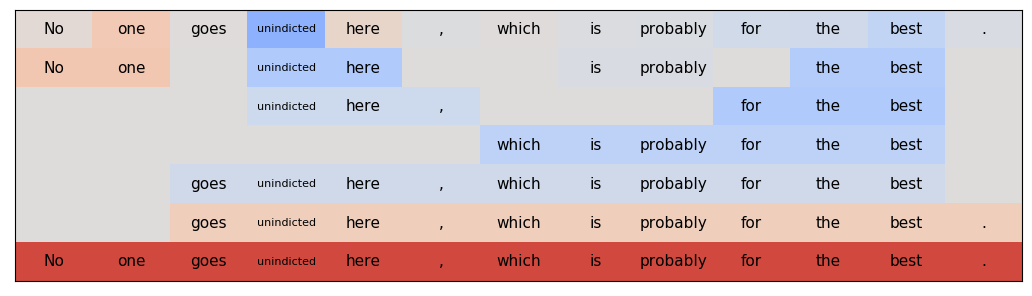 No one goes unindicted here , which is probably for the best .
No one unindicted here is probably the best
unindicted here , for the best
which is probably for the best
goes unindicted here , which is probably for the best
goes unindicted here , which is probably for the best .
No one goes unindicted here , which is probably for the best .